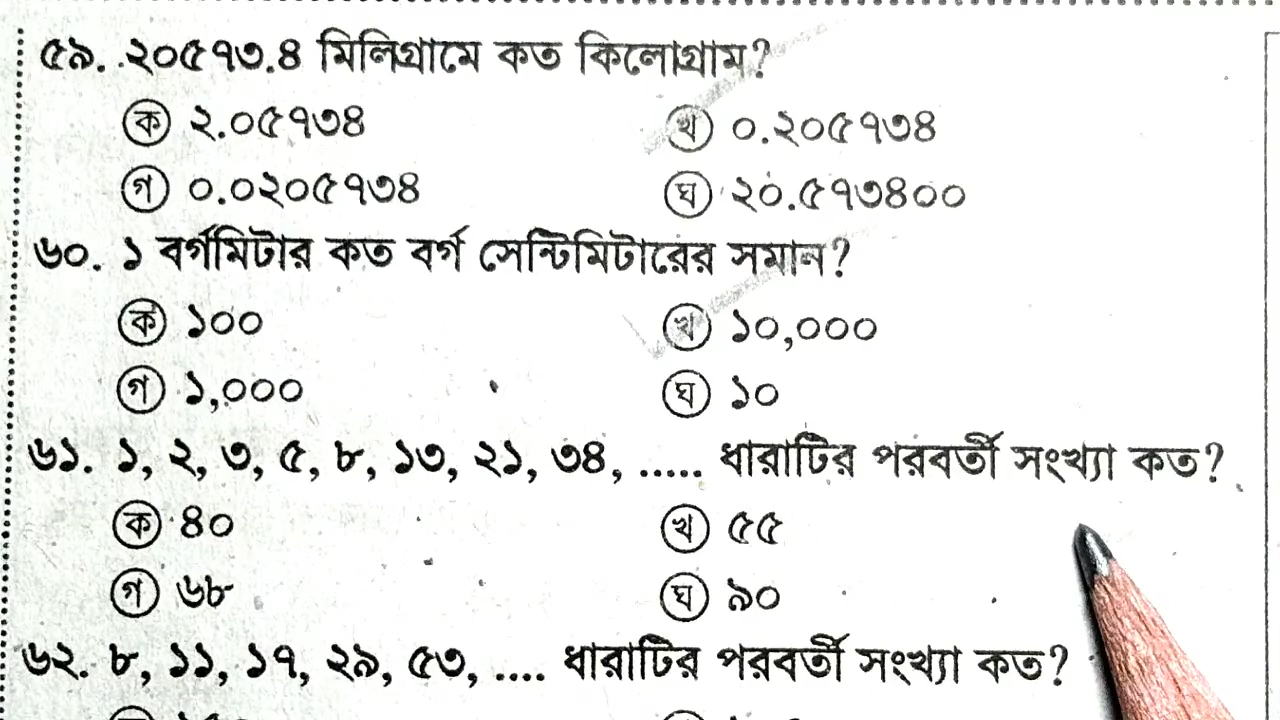 ৫৯. ২০৫৭৩.৪ মিলিগ্রামে কত কিলোগ্রাম?
ক ২.০৫৭৩৪ খ ০.২০৫৭৩৪
গ ০.০২০৫৭৩৪ ঘ ২০.৫৭৩৪০০
৬০. ১ বর্গমিটার কত বর্গ সেন্টিমিটারের সমান?
ক ১০০ খ ১০,০০০
গ ১,০০০ ঘ ১০
৬১. ১, ২, ৩, ৫, ৮, ১৩, ২১, ৩৪, ..... ধারাটির পরবর্তী সংখ্যা কত?
ক ৪০ খ ৫৫
গ ৬৮ ঘ ৯০
৬২. ৮, ১১, ১৭, ২৯, ৫৩, .... ধারাটির পরবর্তী সংখ্যা কত?